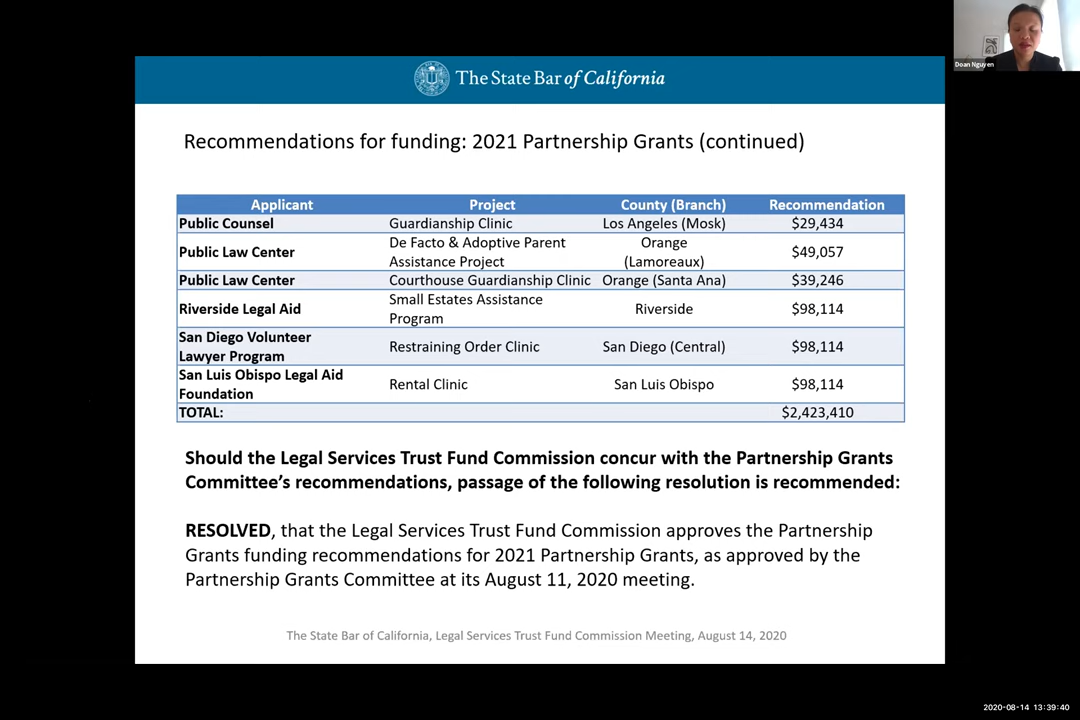 The State Bar of California
Doan Nguyen
Recommendations for funding: 2021 Partnership Grants (continued)
Applicant Project County (Branch) Recommendation
Public Counsel Guardianship Clinic Los Angeles (Mosk) $29,434
Public Law Center De Facto & Adoptive Parent Assistance Project Orange (Lamoreaux) $49,057
Public Law Center Courthouse Guardianship Clinic Orange (Santa Ana) $39,246
Riverside Legal Aid Small Estates Assistance Program Riverside $98,114
San Diego Volunteer Lawyer Program Restraining Order Clinic San Diego (Central) $98,114
San Luis Obispo Legal Aid Foundation Rental Clinic San Luis Obispo $98,114
TOTAL: $2,423,410
Should the Legal Services Trust Fund Commission concur with the Partnership Grants
Committee's recommendations, passage of the following resolution is recommended:
RESOLVED, that the Legal Services Trust Fund Commission approves the Partnership
Grants funding recommendations for 2021 Partnership Grants, as approved by the
Partnership Grants Committee at its August 11, 2020 meeting.
The State Bar of California, Legal Services Trust Fund Commission Meeting, August 14, 2020
2020-08-14 13:39:40